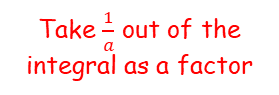 Take 1/a out of the
integral as a factor